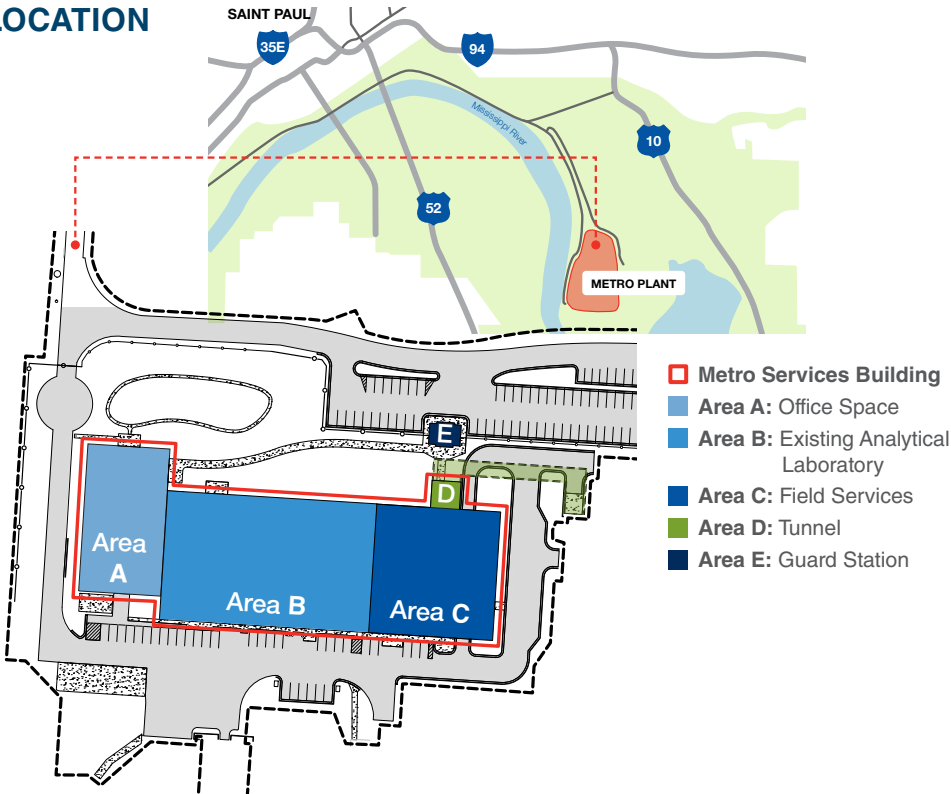 LOCATION
SAINT PAUL
35E
94
Mississippi River
10
52
METRO PLANT
E
D
Area
A
Area B
Area C
Metro Services Building
Area A: Office Space
Area B: Existing Analytical
Laboratory
Area C: Field Services
Area D: Tunnel
Area E: Guard Station